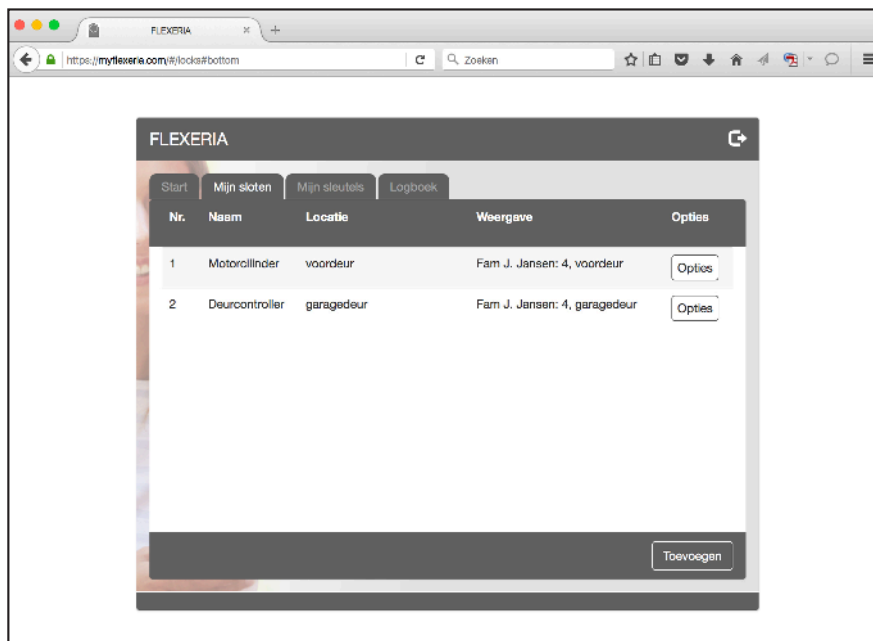 FLEXERIA
https://myflexeria.com/#/locks#bottom
Zoeken
FLEXERIA
Start Mijn sloten Mijn sleutels Logboek
Nr. Naam Locatie Weergave Opties
1 Motorcilinder voordeur Fam J. Jansen: 4, voordeur Opties
2 Deurcontroller garagedeur Fam J. Jansen: 4, garagedeur Opties
Toevoegen